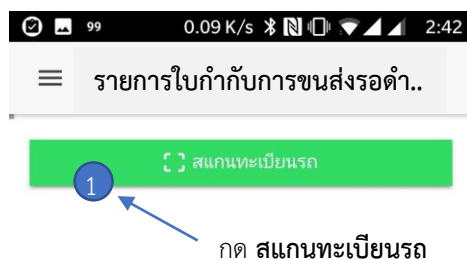 99 0.09 K/s 2:42
รายการใบกำกับการขนส่งรอดำ..
สแกนทะเบียนรถ
1
กด สแกนทะเบียนรถ